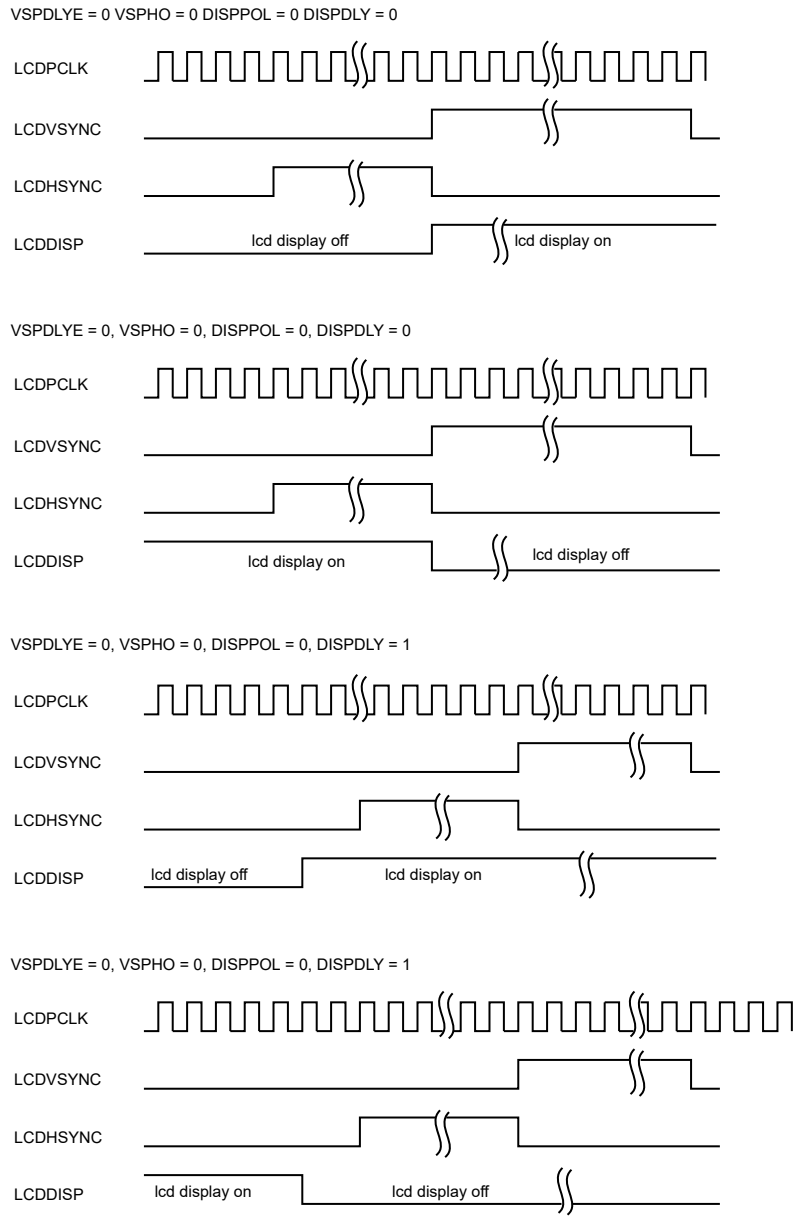 VSPDLYE = 0 VSPHO = 0 DISPPOL = 0 DISPDLY = 0
LCDPCLK
LCDVSYNC
LCDHSYNC
LCDDISP
lcd display off
lcd display on
VSPDLYE = 0, VSPHO = 0, DISPPOL = 0, DISPDLY = 0
LCDPCLK
LCDVSYNC
LCDHSYNC
LCDDISP
lcd display on
lcd display off
VSPDLYE = 0, VSPHO = 0, DISPPOL = 0, DISPDLY = 1
LCDPCLK
LCDVSYNC
LCDHSYNC
LCDDISP
lcd display off
lcd display on
VSPDLYE = 0, VSPHO = 0, DISPPOL = 0, DISPDLY = 1
LCDPCLK
LCDVSYNC
LCDHSYNC
LCDDISP
lcd display on
lcd display off